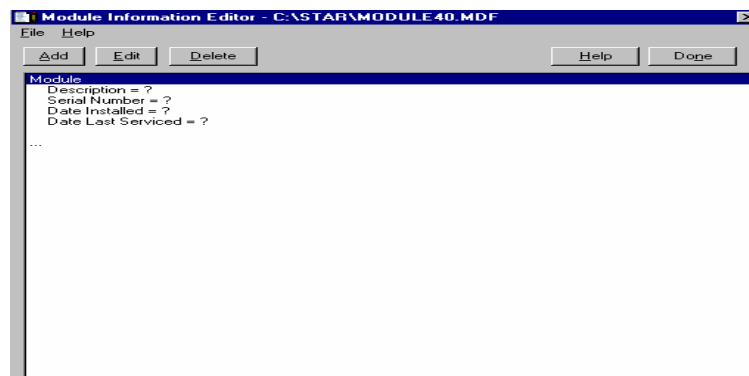 Module Information Editor - C:\STAR\MODULE40.MDF
File Help
Add Edit Delete Help Done
Module
Description = ?
Serial Number = ?
Date Installed = ?
Date Last Serviced = ?
...